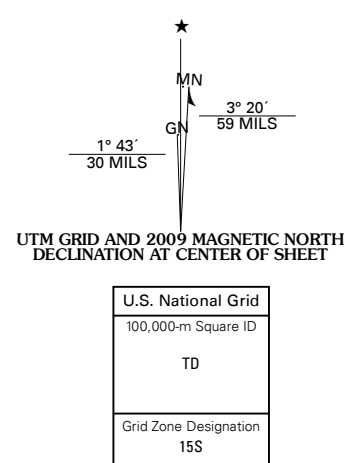 ★
MN
3° 20´
59 MILS
GN
1° 43´
30 MILS
UTM GRID AND 2009 MAGNETIC NORTH
DECLINATION AT CENTER OF SHEET
U.S. National Grid
100,000-m Square ID
TD
Grid Zone Designation
15S